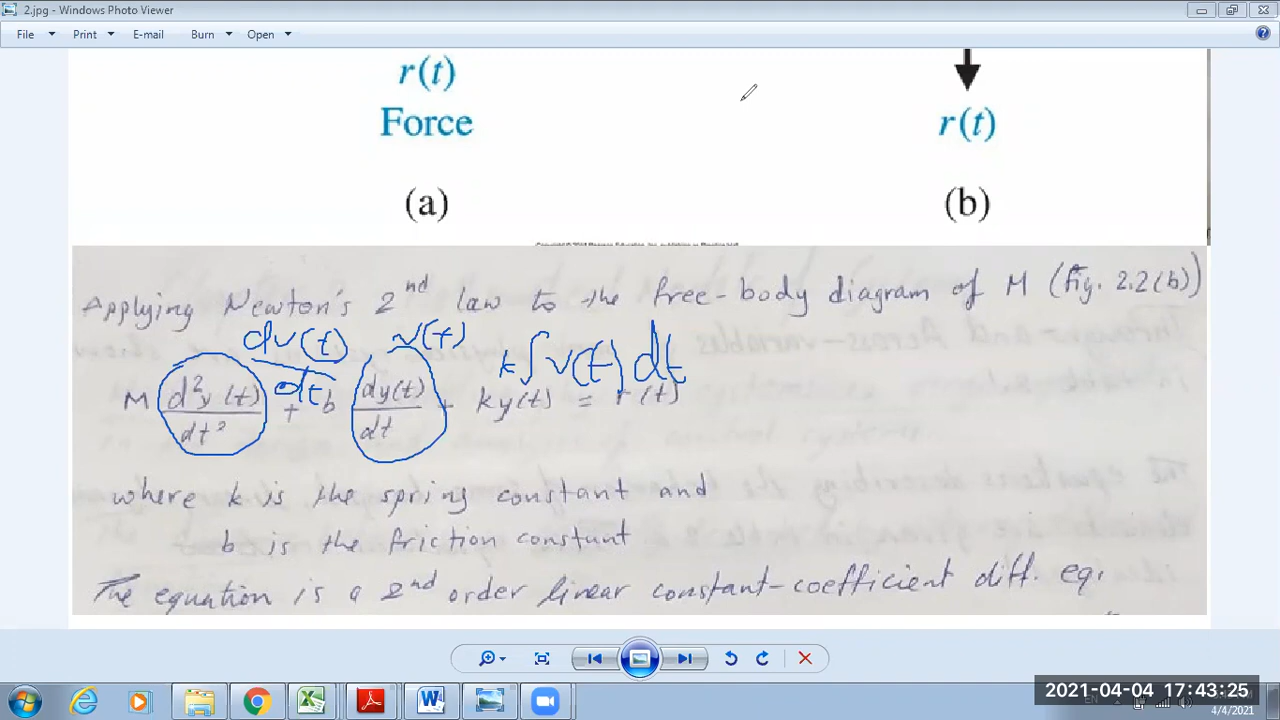 2.jpg - Windows Photo Viewer
File Print E-mail Burn Open
r(t) r(t)
Force
(a) (b)
Applying Newton's 2nd law to the free-body diagram of M (Fig. 2.2(b))
dv(t)/dt v(t) k∫v(t)dt
M d²y(t)/dt² + b dy(t)/dt + ky(t) = r(t)
where k is the spring constant and
b is the friction constant
The equation is a 2nd order linear constant-coefficient diff. eq.
2021-04-04 17:43:25
EN
4/4/2021